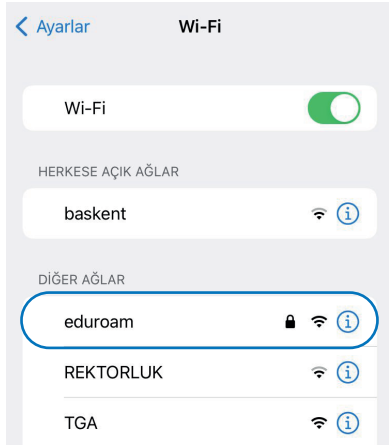 Ayarlar Wi-Fi
Wi-Fi
HERKESE AÇIK AĞLAR
baskent
DİĞER AĞLAR
eduroam
REKTORLUK
TGA